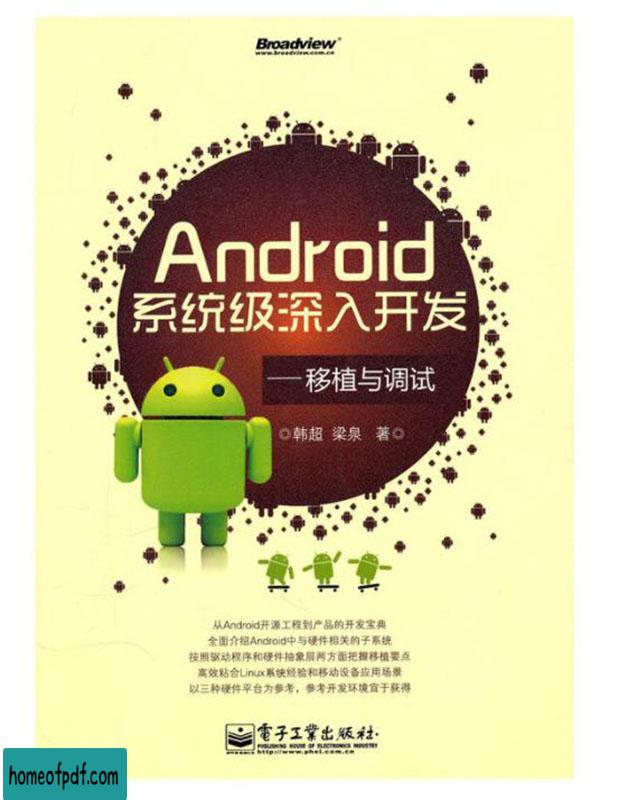 Broadview®
www.broadview.com.cn
Android
系统级深入开发
——移植与调试
◎韩超 梁泉 著◎
从Android开源工程到产品的开发宝典
全面介绍Android中与硬件相关的子系统
按照驱动程序和硬件抽象层两方面把握移植要点
高效粘合Linux系统经验和移动设备应用场景
以三种硬件平台为参考,参考开发环境宜于获得
電子工業出版社.
PUBLISHING HOUSE OF ELECTRONICS INDUSTRY
http://www.phei.com.cn
homeofpdf.com